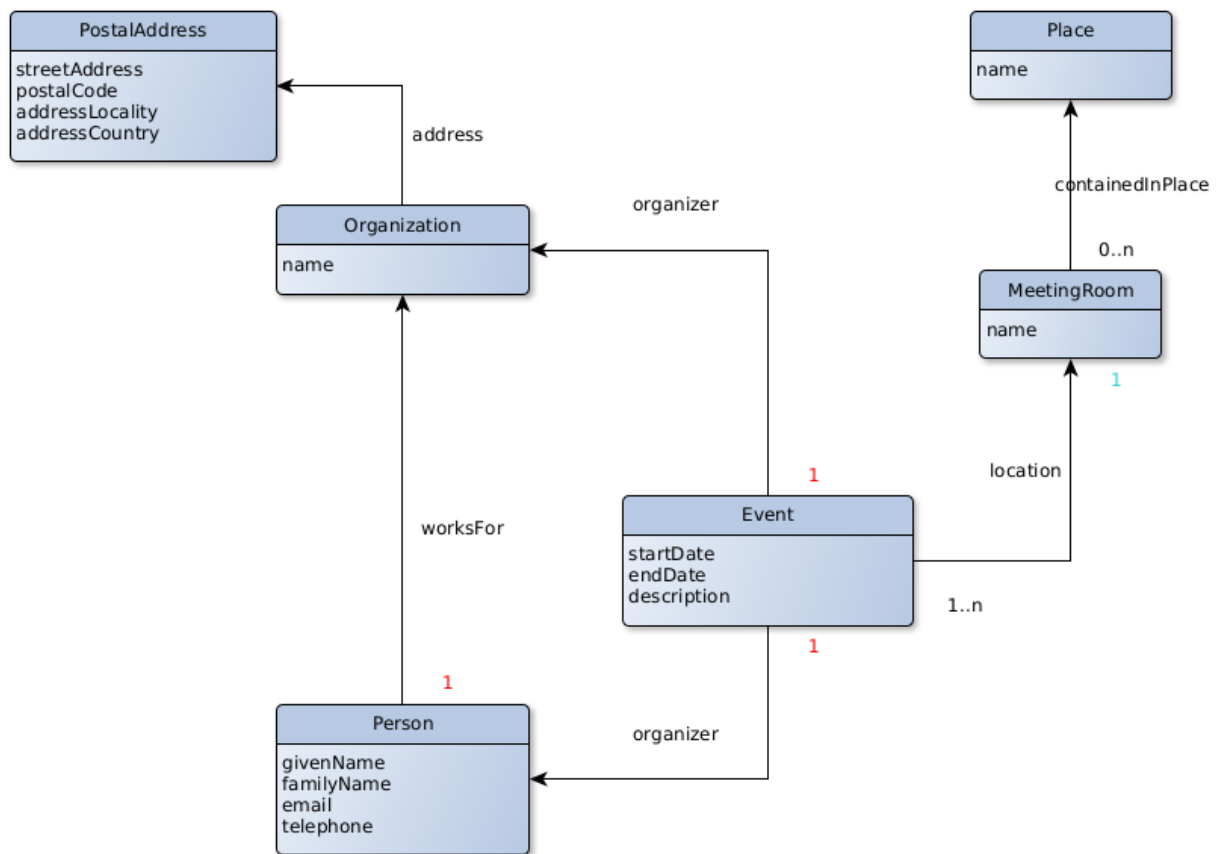 PostalAddress
streetAddress
postalCode
addressLocality
addressCountry
Place
name
address
containedInPlace
organizer
Organization
name
0..n
MeetingRoom
name
1
location
1
Event
startDate
endDate
description
worksFor
1..n
1
1
Person
givenName
familyName
email
telephone
organizer